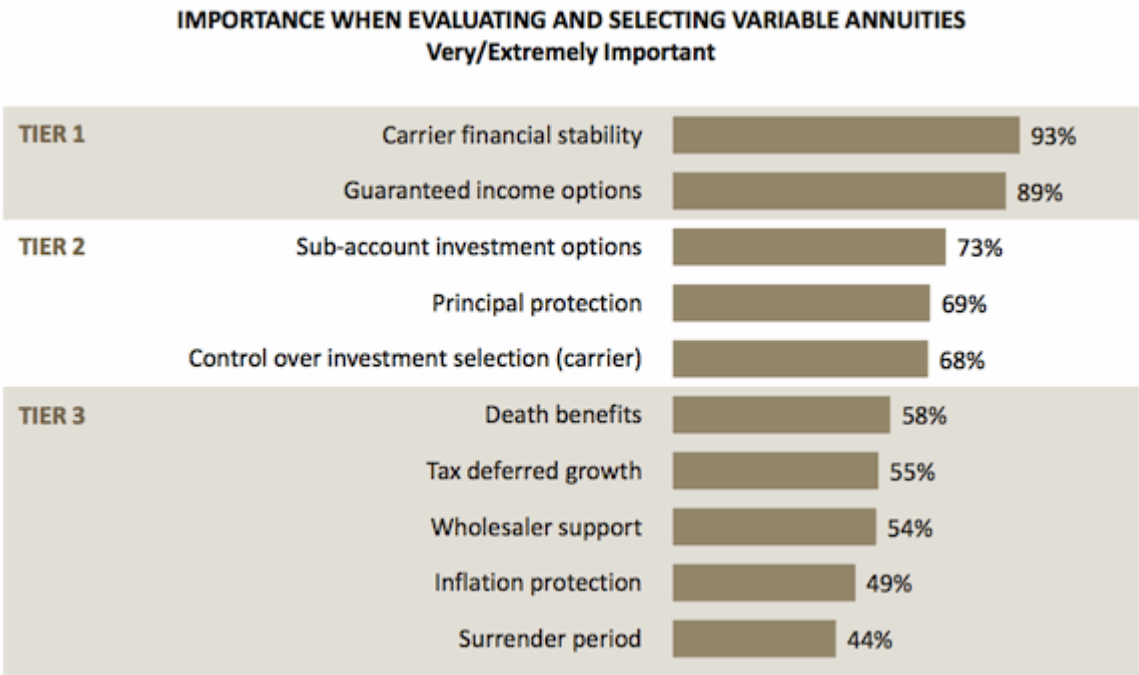 IMPORTANCE WHEN EVALUATING AND SELECTING VARIABLE ANNUITIES
Very/Extremely Important
TIER 1
Carrier financial stability 93%
Guaranteed income options 89%
TIER 2
Sub-account investment options 73%
Principal protection 69%
Control over investment selection (carrier) 68%
TIER 3
Death benefits 58%
Tax deferred growth 55%
Wholesaler support 54%
Inflation protection 49%
Surrender period 44%